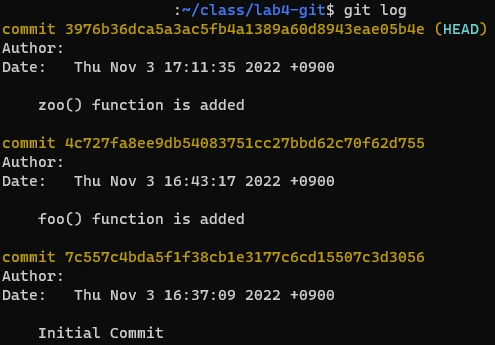 :~/class/lab4-git$ git log
commit 3976b36dca5a3ac5fb4a1389a60d8943eae05b4e (HEAD)
Author:
Date:   Thu Nov 3 17:11:35 2022 +0900
zoo() function is added
commit 4c727fa8ee9db54083751cc27bbd62c70f62d755
Author:
Date:   Thu Nov 3 16:43:17 2022 +0900
foo() function is added
commit 7c557c4bda5f1f38cb1e3177c6cd15507c3d3056
Author:
Date:   Thu Nov 3 16:37:09 2022 +0900
Initial Commit